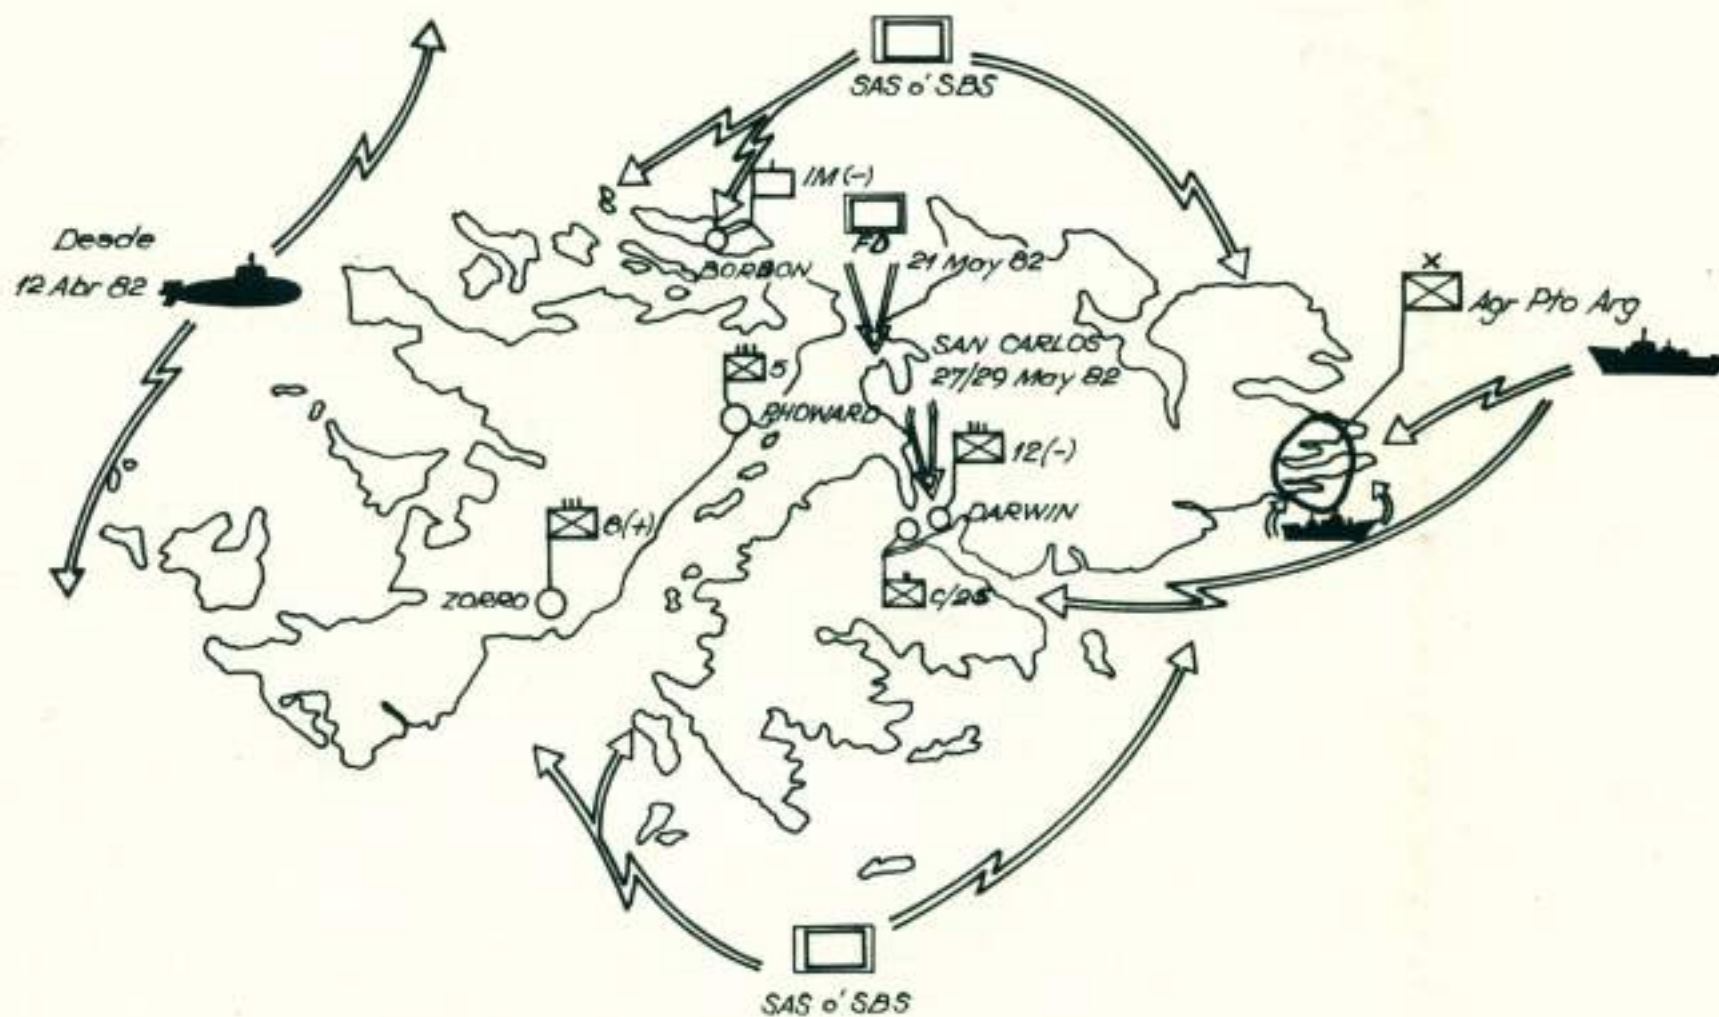 SAS o' SBS
IM (-)
Desde
12 Abr 82
FD
21 May 82
BORBON
Agr Pto Arg
SAN CARLOS
27/29 May 82
5
PHOWARD
12(-)
8(+)
DARWIN
ZORRO
C/25
SAS o' SBS